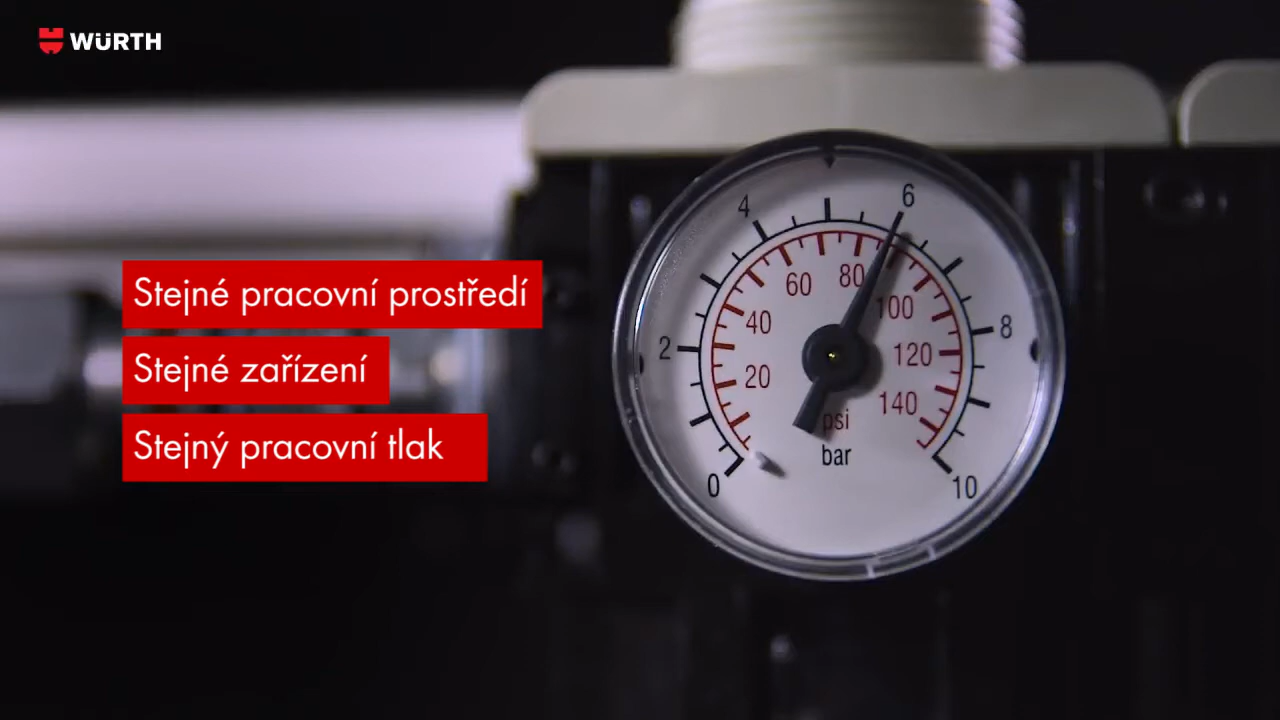 WÜRTH
Stejné pracovní prostředí
Stejné zařízení
Stejný pracovní tlak
0
2
4
6
8
10
20
40
60
80
100
120
140
psi
bar